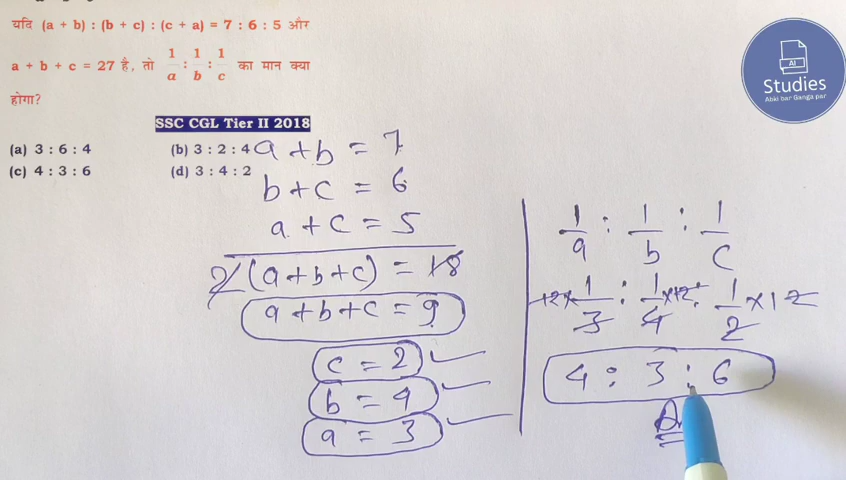 यदि (a + b) : (b + c) : (c + a) = 7 : 6 : 5 और
a + b + c = 27 है, तो 1/a : 1/b : 1/c का मान क्या
होगा?
SSC CGL Tier II 2018
(a) 3 : 6 : 4 (b) 3 : 2 : 4
(c) 4 : 3 : 6 (d) 3 : 4 : 2
a + b = 7
b + c = 6
a + c = 5
2(a+b+c) = 18
a+b+c = 9
c = 2
b = 4
a = 3
1/a : 1/b : 1/c
12×1/3 : 1/4×12 : 1/2×12
4 : 3 : 6
AI
Studies
Abki bar Ganga par